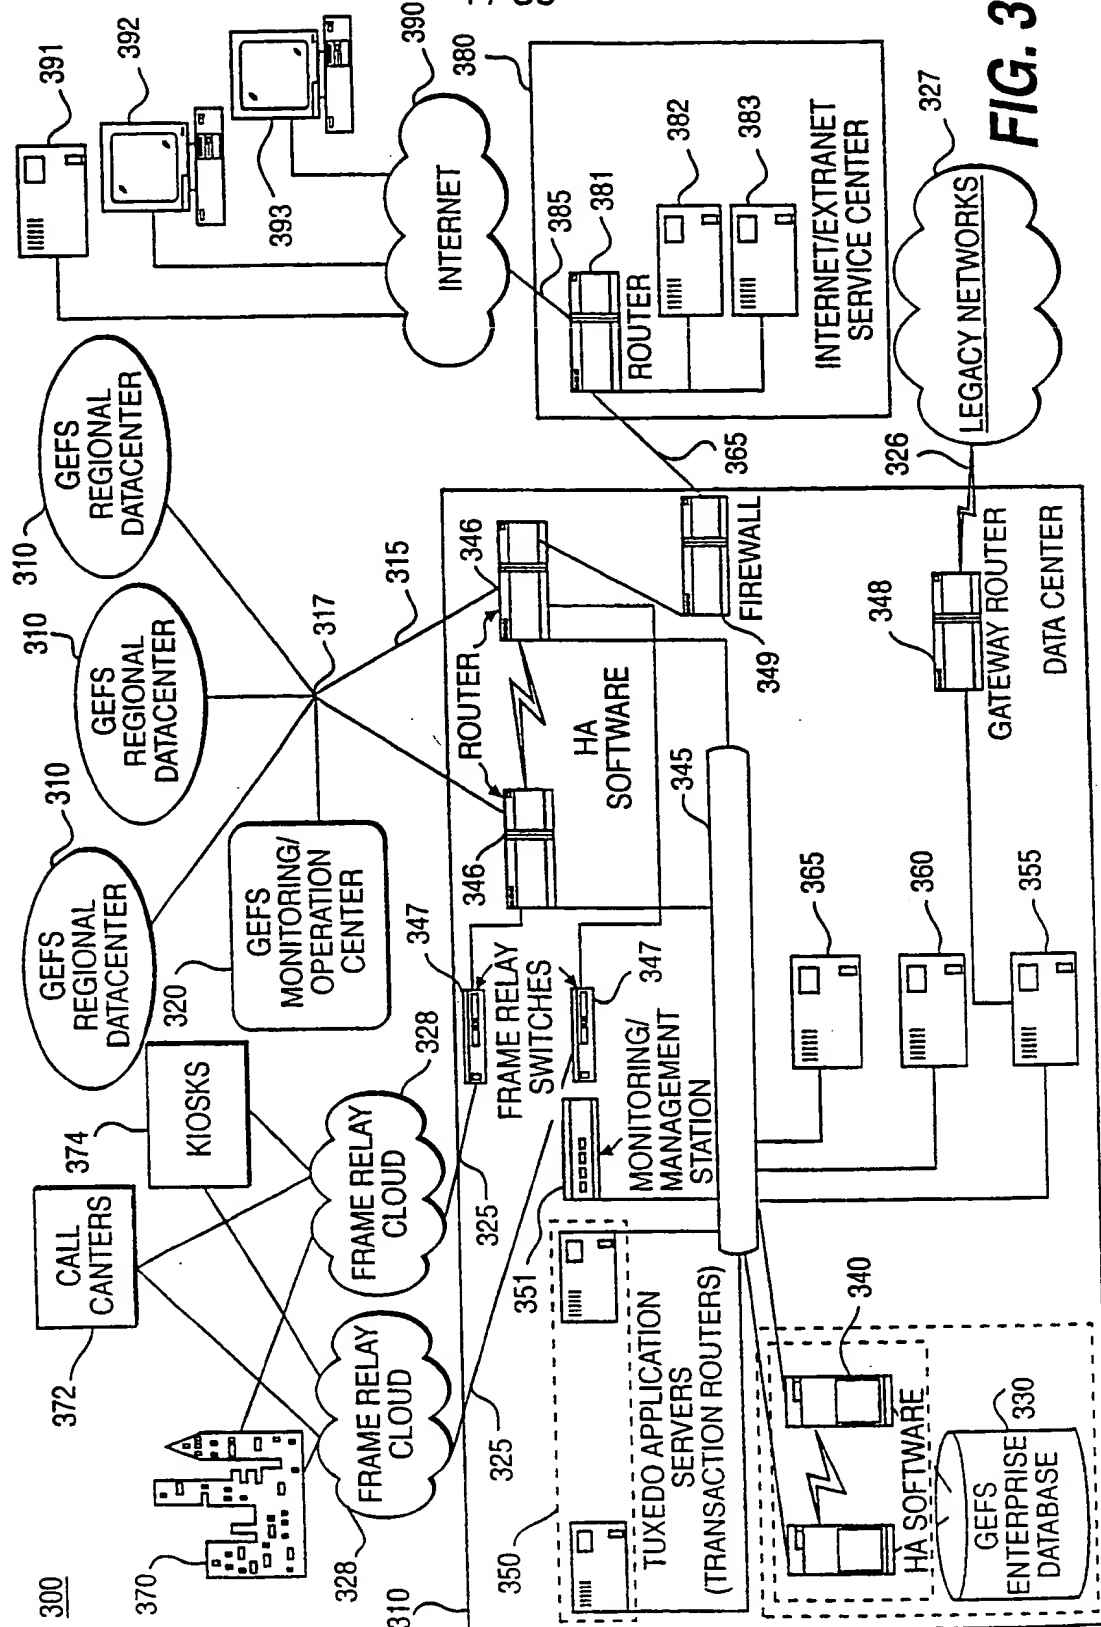 300
370
372
CALL
CANTERS
374
KIOSKS
328
FRAME RELAY
CLOUD
FRAME RELAY
CLOUD
328
325
325
310
GEFS
REGIONAL
DATACENTER
310
GEFS
REGIONAL
DATACENTER
310
GEFS
REGIONAL
DATACENTER
310
320
GEFS
MONITORING/
OPERATION
CENTER
317
315
391
392
393
390
INTERNET
380
385
381
ROUTER
382
383
INTERNET/EXTRANET
SERVICE CENTER
365
347
FRAME RELAY
SWITCHES
347
346
ROUTER
346
HA
SOFTWARE
349
FIREWALL
345
351
MONITORING/
MANAGEMENT
STATION
350
TUXEDO APPLICATION
SERVERS
(TRANSACTION ROUTERS)
365
360
355
348
GATEWAY ROUTER
DATA CENTER
326
LEGACY NETWORKS
327
340
HA SOFTWARE
330
GEFS
ENTERPRISE
DATABASE
FIG. 3